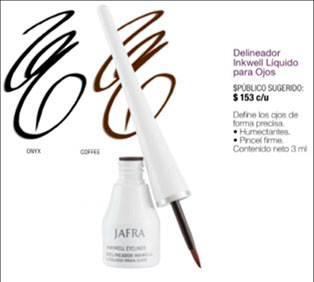 Delineador
Inkwell Líquido
para Ojos
$PÚBLICO SUGERIDO:
$ 153 c/u
Define los ojos de
forma precisa.
• Humectantes.
• Pincel firme.
Contenido neto 3 ml
ONYX
COFFEE
JAFRA
INKWELL EYELINER
DELINEADOR INKWELL
LÍQUIDO PARA OJOS